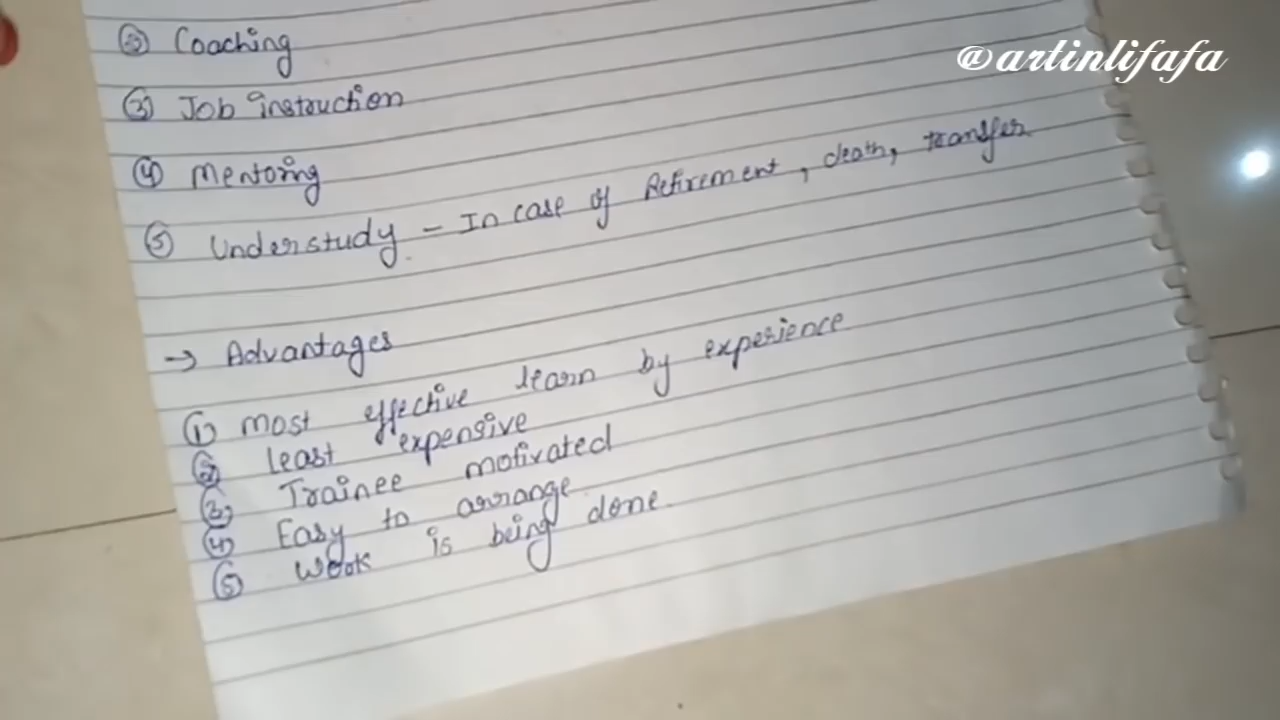 @artinlifafa
② Coaching
③ Job instruction
④ Mentoring
⑤ Understudy - In case of Retirement, death, transfer
→ Advantages
① most effective learn by experience
② least expensive
③ Trainee motivated
④ Easy to arrange
⑤ Work is being done